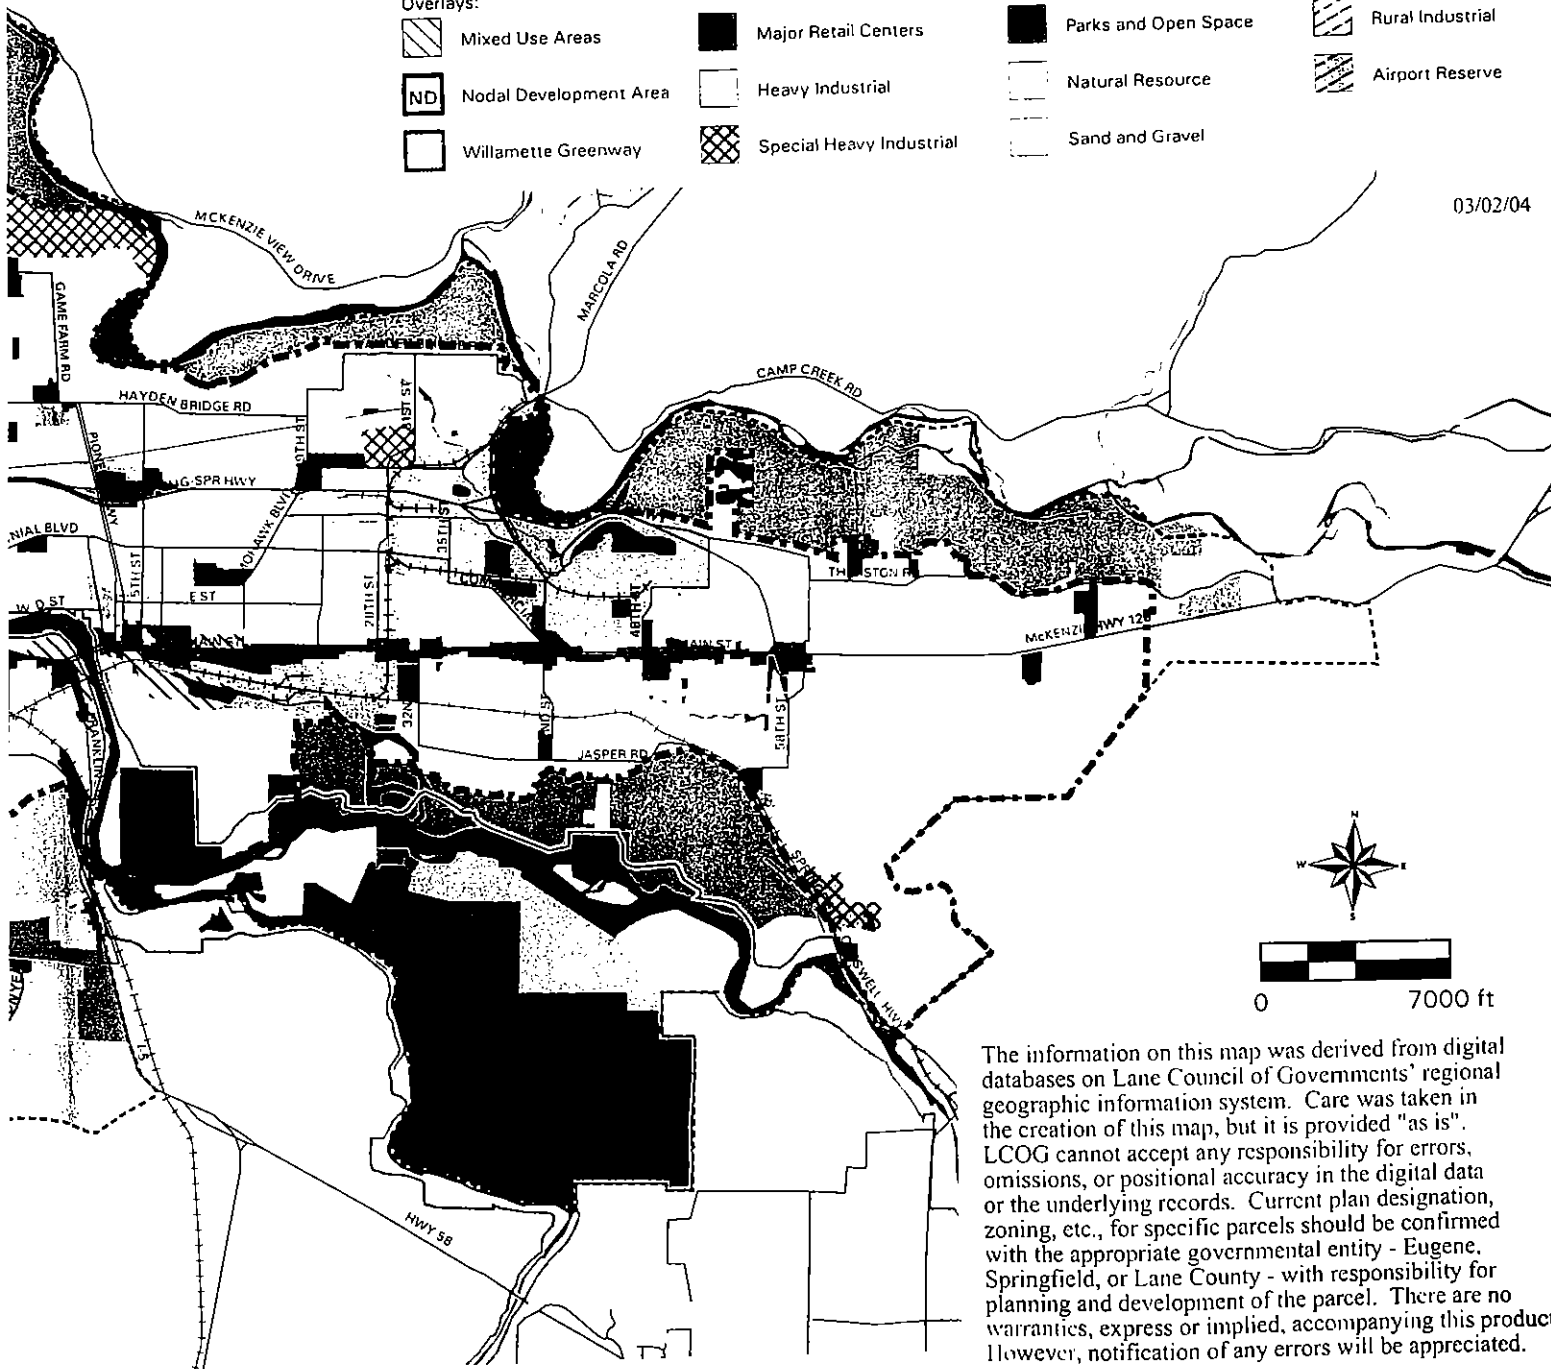 Overlays:
Mixed Use Areas
Major Retail Centers
Parks and Open Space
Rural Industrial
ND
Nodal Development Area
Heavy Industrial
Natural Resource
Airport Reserve
Willamette Greenway
Special Heavy Industrial
Sand and Gravel
03/02/04
MCKENZIE VIEW DRIVE
MARCOLA RD
GAME FARM RD
CAMP CREEK RD
HAYDEN BRIDGE RD
31ST ST
SPR HWY
NIAL BLVD
35TH ST
5TH ST
E ST
28TH ST
48TH ST
D ST
MAIN ST
McKENZIE HWY 126
58TH ST
JASPER RD
I-5
HWY 58
N
W
E
S
0
7000 ft
The information on this map was derived from digital
databases on Lane Council of Governments' regional
geographic information system. Care was taken in
the creation of this map, but it is provided "as is".
LCOG cannot accept any responsibility for errors,
omissions, or positional accuracy in the digital data
or the underlying records. Current plan designation,
zoning, etc., for specific parcels should be confirmed
with the appropriate governmental entity - Eugene,
Springfield, or Lane County - with responsibility for
planning and development of the parcel. There are no
warranties, express or implied, accompanying this product
However, notification of any errors will be appreciated.